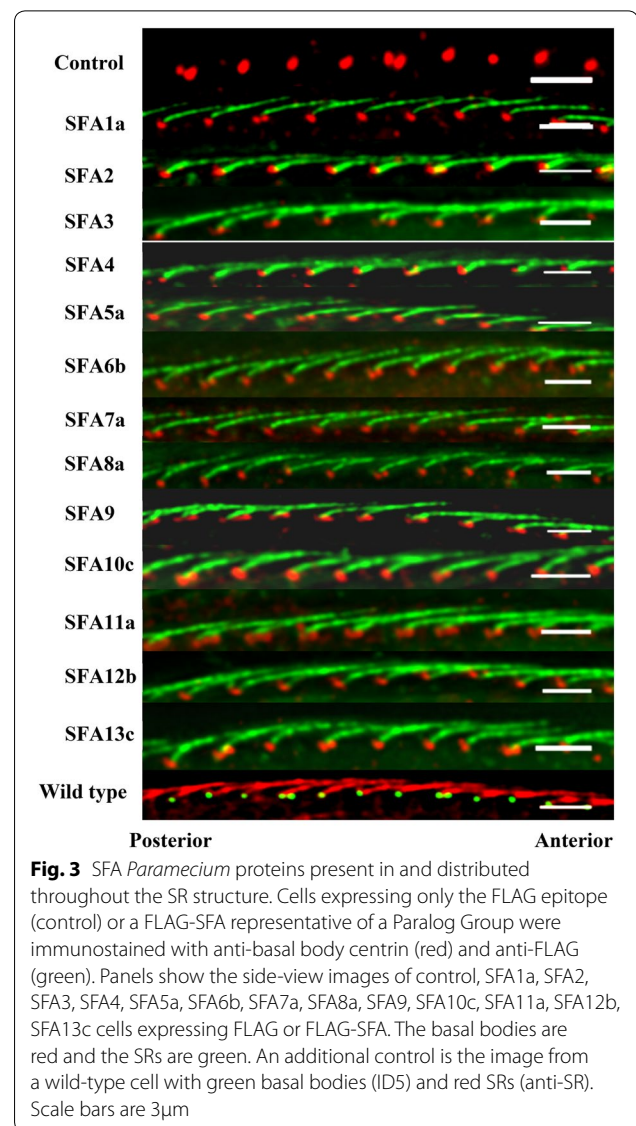 Control
SFA1a
SFA2
SFA3
SFA4
SFA5a
SFA6b
SFA7a
SFA8a
SFA9
SFA10c
SFA11a
SFA12b
SFA13c
Wild type
Posterior Anterior
Fig. 3 SFA Paramecium proteins present in and distributed
throughout the SR structure. Cells expressing only the FLAG epitope
(control) or a FLAG-SFA representative of a Paralog Group were
immunostained with anti-basal body centrin (red) and anti-FLAG
(green). Panels show the side-view images of control, SFA1a, SFA2,
SFA3, SFA4, SFA5a, SFA6b, SFA7a, SFA8a, SFA9, SFA10c, SFA11a, SFA12b,
SFA13c cells expressing FLAG or FLAG-SFA. The basal bodies are
red and the SRs are green. An additional control is the image from
a wild-type cell with green basal bodies (ID5) and red SRs (anti-SR).
Scale bars are 3μm